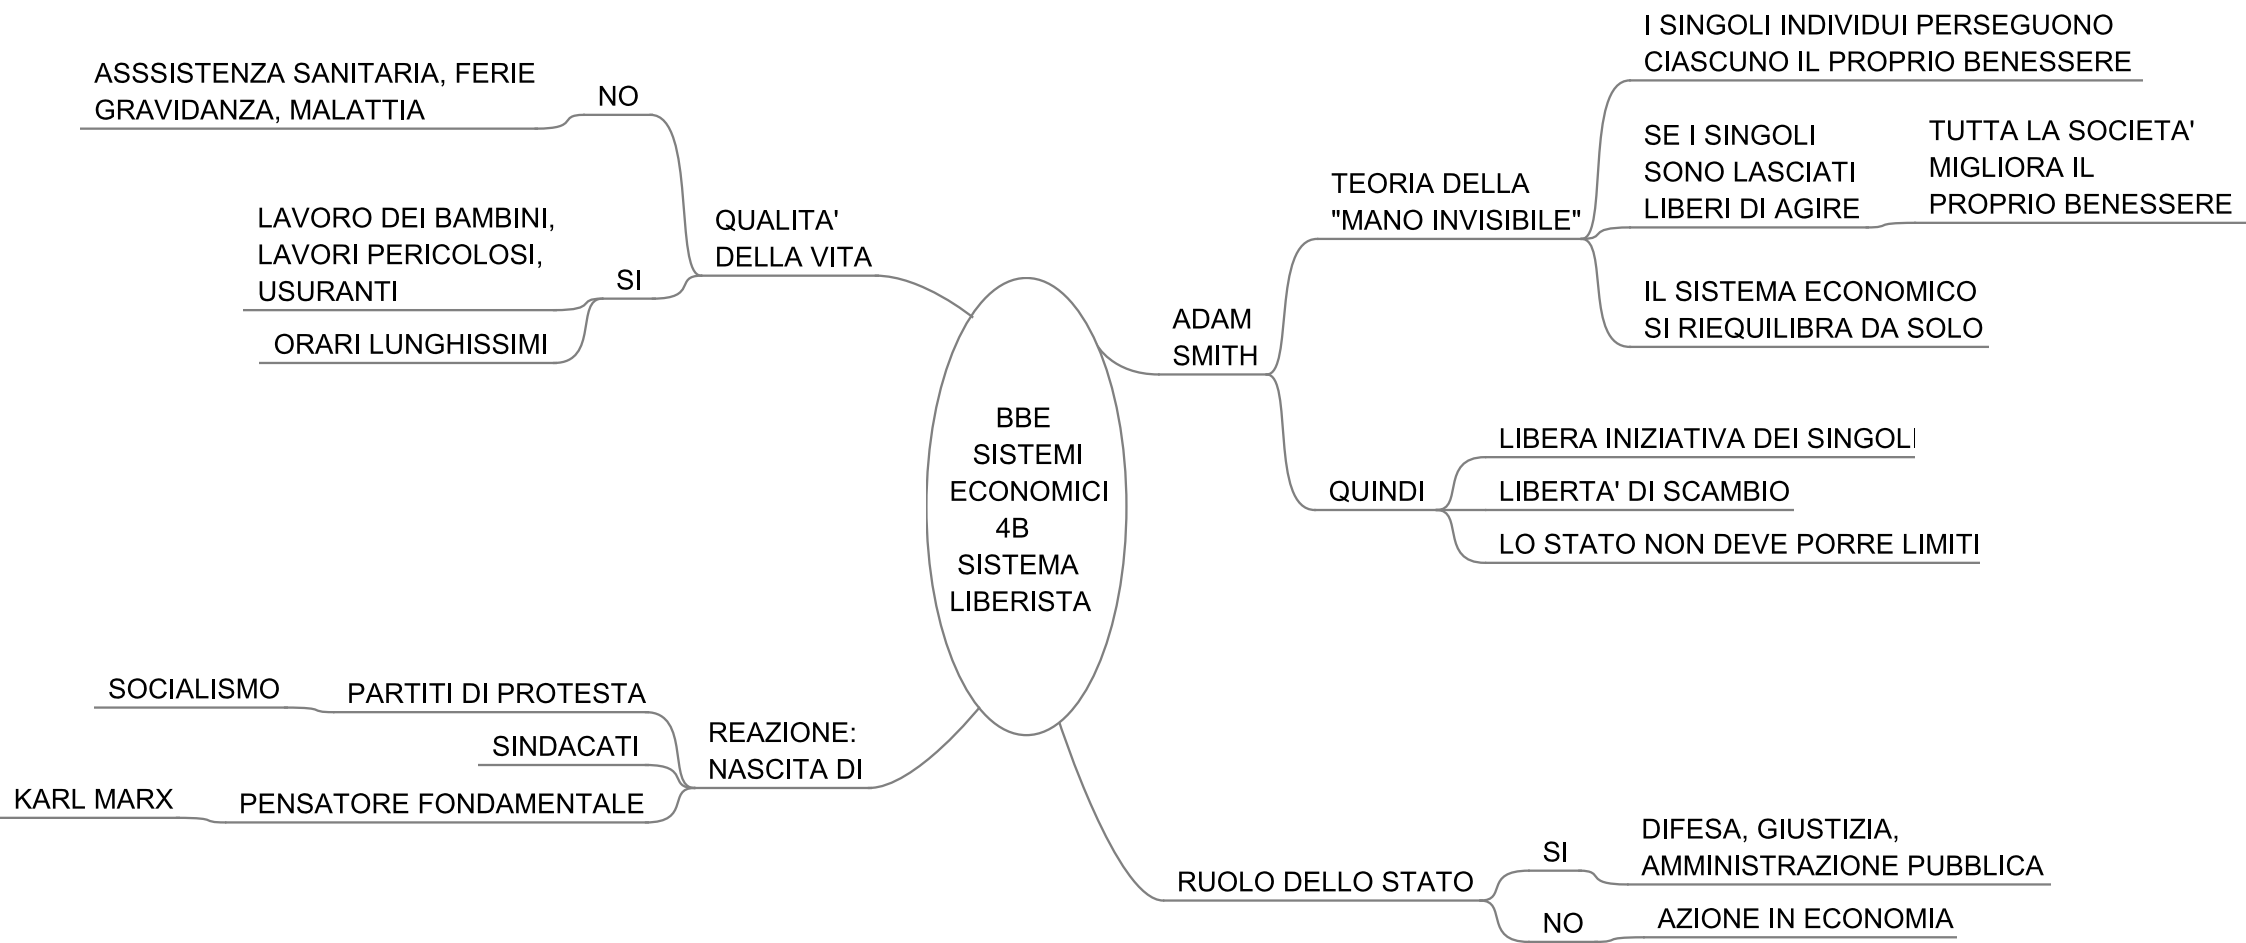 BBE
SISTEMI
ECONOMICI
4B
SISTEMA
LIBERISTA
ADAM
SMITH
TEORIA DELLA
"MANO INVISIBILE"
I SINGOLI INDIVIDUI PERSEGUONO
CIASCUNO IL PROPRIO BENESSERE
SE I SINGOLI
SONO LASCIATI
LIBERI DI AGIRE
TUTTA LA SOCIETA'
MIGLIORA IL
PROPRIO BENESSERE
IL SISTEMA ECONOMICO
SI RIEQUILIBRA DA SOLO
QUINDI
LIBERA INIZIATIVA DEI SINGOLI
LIBERTA' DI SCAMBIO
LO STATO NON DEVE PORRE LIMITI
RUOLO DELLO STATO
SI
DIFESA, GIUSTIZIA,
AMMINISTRAZIONE PUBBLICA
NO
AZIONE IN ECONOMIA
QUALITA'
DELLA VITA
NO
ASSSISTENZA SANITARIA, FERIE
GRAVIDANZA, MALATTIA
SI
LAVORO DEI BAMBINI,
LAVORI PERICOLOSI,
USURANTI
ORARI LUNGHISSIMI
REAZIONE:
NASCITA DI
PARTITI DI PROTESTA
SOCIALISMO
SINDACATI
PENSATORE FONDAMENTALE
KARL MARX